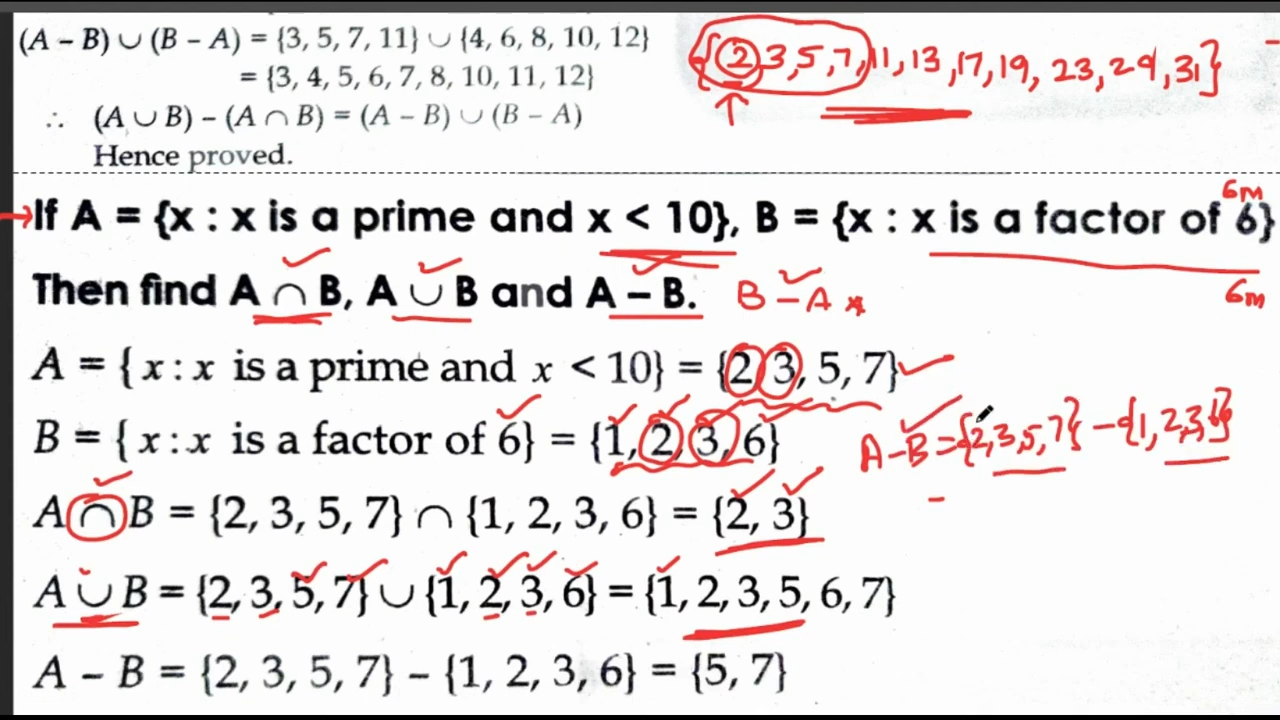 (A – B) ∪ (B – A) = {3, 5, 7, 11} ∪ {4, 6, 8, 10, 12}
= {3, 4, 5, 6, 7, 8, 10, 11, 12}
∴ (A ∪ B) – (A ∩ B) = (A – B) ∪ (B – A)
Hence proved.
{2 3, 5, 7, 11, 13, 17, 19, 23, 29, 31}
6m
If A = {x : x is a prime and x < 10}, B = {x : x is a factor of 6}
Then find A ∩ B, A ∪ B and A – B. B – A *
6m
A = { x : x is a prime and x < 10} = {2, 3, 5, 7}
B = { x : x is a factor of 6} = {1, 2, 3, 6}
A – B = {2, 3, 5, 7} – {1, 2, 3, 6}
=
A ∩ B = {2, 3, 5, 7} ∩ {1, 2, 3, 6} = {2, 3}
A ∪ B = {2, 3, 5, 7} ∪ {1, 2, 3, 6} = {1, 2, 3, 5, 6, 7}
A – B = {2, 3, 5, 7} – {1, 2, 3, 6} = {5, 7}